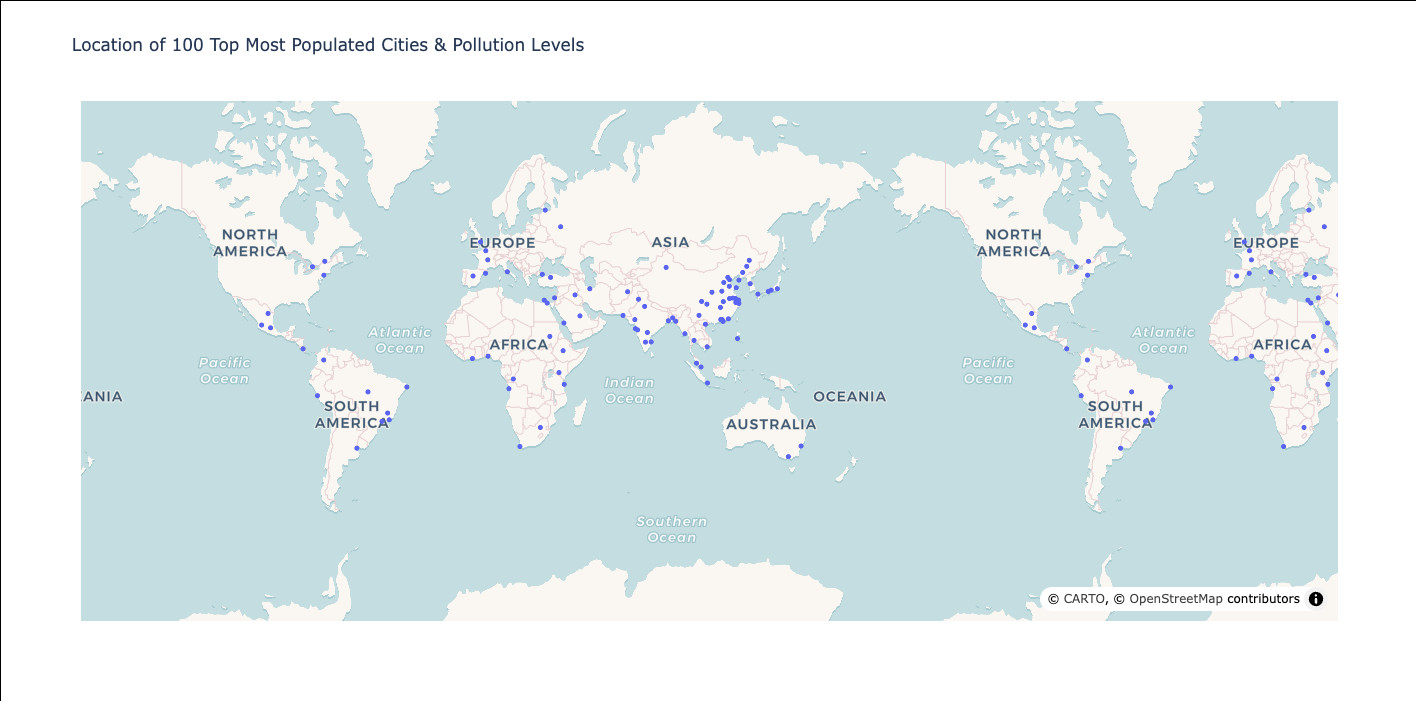 Location of 100 Top Most Populated Cities & Pollution Levels
NORTH
AMERICA
EUROPE
ASIA
NORTH
AMERICA
EUROPE
Atlantic
Ocean
AFRICA
Atlantic
Ocean
AFRICA
Pacific
Ocean
Pacific
Ocean
Indian
Ocean
ANIA
OCEANIA
SOUTH
AMERICA
AUSTRALIA
SOUTH
AMERICA
Southern
Ocean
© CARTO, © OpenStreetMap contributors